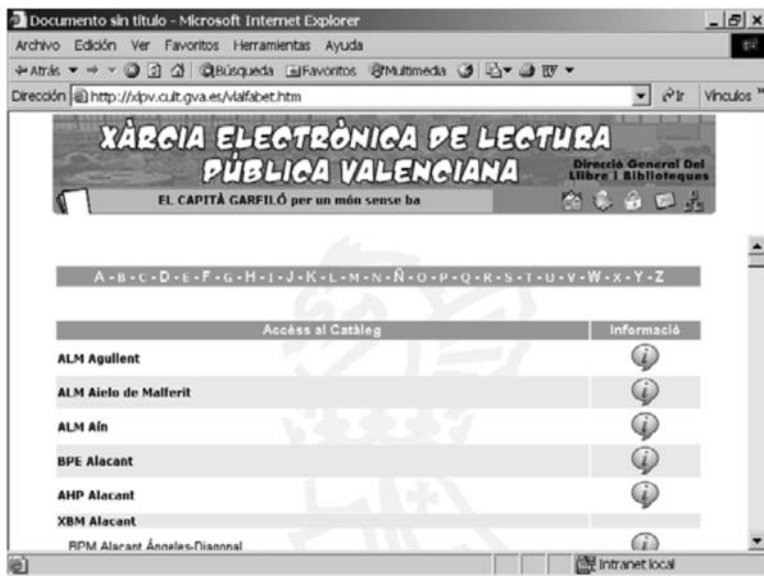 Documento sin título - Microsoft Internet Explorer
Archivo Edición Ver Favoritos Herramientas Ayuda
Atrás Búsqueda Favoritos Multimedia
Dirección http://xlpv.cult.gva.es/vlalfabet.htm Ir Vínculos »
XÀRCIA ELECTRÒNICA DE LECTURA
PÚBLICA VALENCIANA
Direcció General Del
Llibre i Biblioteques
EL CAPITÀ GARFILÓ per un món sense ba
A - B - C - D - E - F - G - H - I - J - K - L - M - N - Ñ - O - P - Q - R - S - T - U - V - W - X - Y - Z
Accèss al Catàleg Informació
ALM Agullent
ALM Aielo de Malferit
ALM Aín
BPE Alacant
AHP Alacant
XBM Alacant
BPM Alacant Ángeles-Diagonal
Intranet local